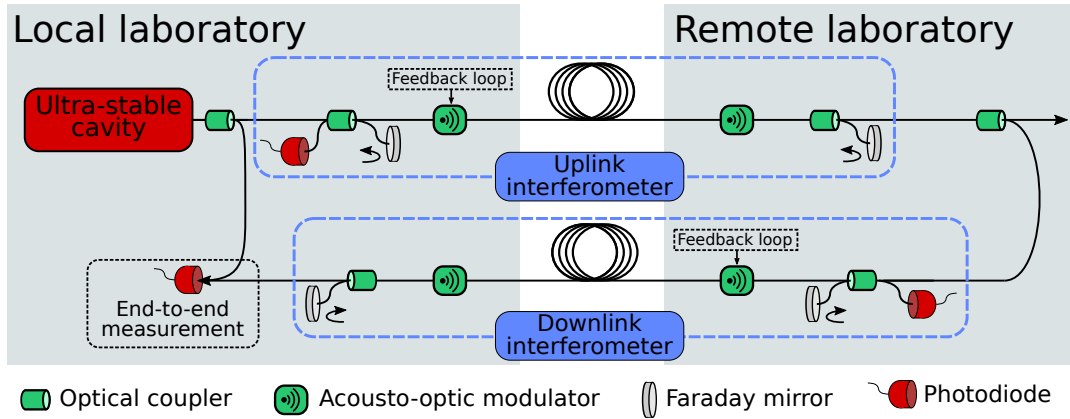 Local laboratory
Remote laboratory
Ultra-stable
cavity
Feedback loop
Uplink
interferometer
Feedback loop
End-to-end
measurement
Downlink
interferometer
Optical coupler
Acousto-optic modulator
Faraday mirror
Photodiode